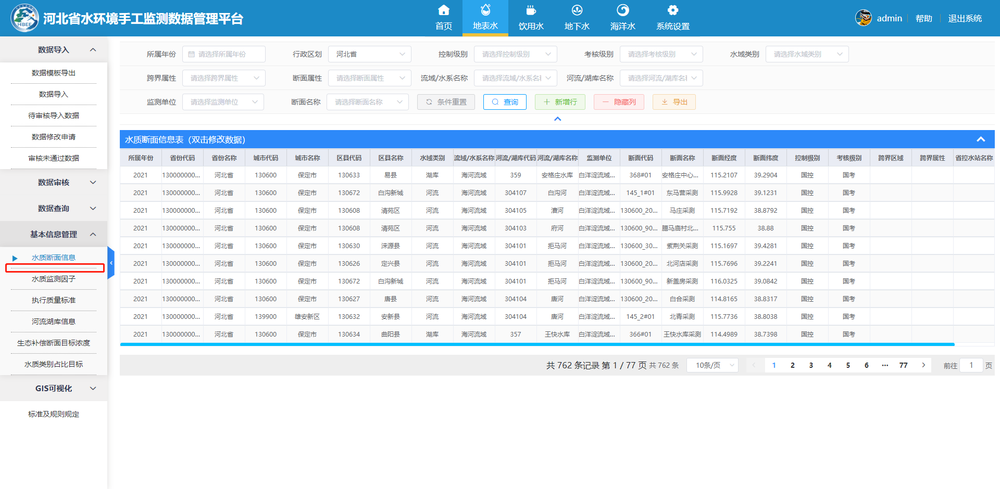 HBEE
河北省水环境手工监测数据管理平台
首页 地表水 饮用水 地下水 海洋水 系统设置
admin 帮助 退出系统
数据导入
数据模板导出
数据导入
待审核导入数据
数据修改申请
审核未通过数据
数据审核
数据查询
基本信息管理
水质断面信息
水质监测因子
执行质量标准
河流湖库信息
生态补偿断面目标浓度
水质类别占比目标
GIS可视化
标准及规则规定
所属年份 请选择所属年份 行政区划 河北省 控制级别 请选择控制级别 考核级别 请选择考核级别 水域类别 请选择水域类别
跨界属性 请选择跨界属性 断面属性 请选择断面属性 流域/水系名称 请选择流域/水系名 河流/湖库名称 请选择河流/湖库名
监测单位 请选择监测单位 断面名称 请选择断面名称 条件重置 查询 新增行 隐藏列 导出
水质断面信息表（双击修改数据）
所属年份 省份代码 省份名称 城市代码 城市名称 区县代码 区县名称 水域类别 流域/水系名称 河流/湖库代码 河流/湖库名称 监测单位 断面代码 断面名称 断面经度 断面纬度 控制级别 考核级别 跨界区域 跨界属性 省控水站名称
2021 130000000... 河北省 130600 保定市 130633 易县 湖库 海河流域 359 安格庄水库 白洋淀流域... 368#01 安格庄中心... 115.2107 39.2904 国控 国考
2021 130000000... 河北省 130600 保定市 130672 白沟新城 河流 海河流域 304107 白沟河 白洋淀流域... 145_1#01 东马营采测 115.9928 39.1231 国控 国考
2021 130000000... 河北省 130600 保定市 130608 清苑区 河流 海河流域 304105 漕河 白洋淀流域... 130600_20... 马庄采测 115.7192 38.8792 国控 国考
2021 130000000... 河北省 130600 保定市 130608 清苑区 河流 海河流域 304103 府河 白洋淀流域... 130600_90... 膳马庙村北... 115.755 38.88 国控 国考
2021 130000000... 河北省 130600 保定市 130630 涞源县 河流 海河流域 304101 拒马河 白洋淀流域... 130600_30... 紫荆关采测 115.1697 39.4281 国控 国考
2021 130000000... 河北省 130600 保定市 130626 定兴县 河流 海河流域 304101 拒马河 白洋淀流域... 130600_20... 北河店采测 115.7696 39.2241 国控 国考
2021 130000000... 河北省 130600 保定市 130672 白沟新城 河流 海河流域 304101 拒马河 白洋淀流域... 130600_90... 新盖房采测 116.0325 39.0842 国控 国考
2021 130000000... 河北省 130600 保定市 130627 唐县 河流 海河流域 304104 唐河 白洋淀流域... 130600_20... 白合采测 114.8165 38.8317 国控 国考
2021 130000000... 河北省 139900 雄安新区 130632 安新县 河流 海河流域 304104 唐河 白洋淀流域... 145_2#01 北青采测 115.7736 38.8038 国控 国考
2021 130000000... 河北省 130600 保定市 130634 曲阳县 湖库 海河流域 357 王快水库 白洋淀流域... 366#01 王快水库采测 114.4989 38.7398 国控 国考
共 762 条记录 第 1 / 77 页 共 762 条 10条/页 1 2 3 4 5 6 ... 77 前往 1 页